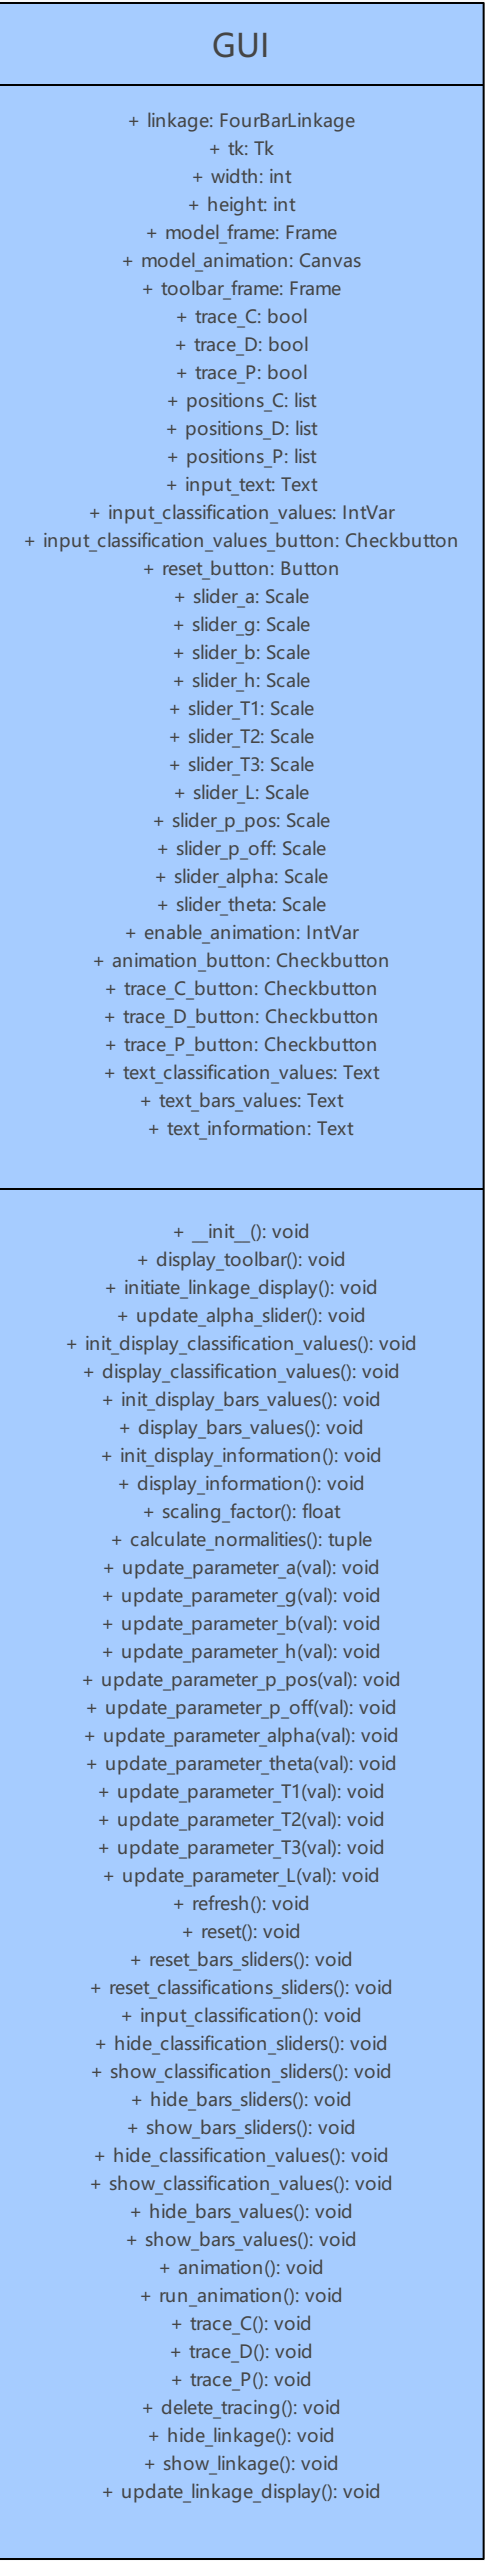 GUI
+ linkage: FourBarLinkage
+ tk: Tk
+ width: int
+ height: int
+ model_frame: Frame
+ model_animation: Canvas
+ toolbar_frame: Frame
+ trace_C: bool
+ trace_D: bool
+ trace_P: bool
+ positions_C: list
+ positions_D: list
+ positions_P: list
+ input_text: Text
+ input_classification_values: IntVar
+ input_classification_values_button: Checkbutton
+ reset_button: Button
+ slider_a: Scale
+ slider_g: Scale
+ slider_b: Scale
+ slider_h: Scale
+ slider_T1: Scale
+ slider_T2: Scale
+ slider_T3: Scale
+ slider_L: Scale
+ slider_p_pos: Scale
+ slider_p_off: Scale
+ slider_alpha: Scale
+ slider_theta: Scale
+ enable_animation: IntVar
+ animation_button: Checkbutton
+ trace_C_button: Checkbutton
+ trace_D_button: Checkbutton
+ trace_P_button: Checkbutton
+ text_classification_values: Text
+ text_bars_values: Text
+ text_information: Text
+ __init__(): void
+ display_toolbar(): void
+ initiate_linkage_display(): void
+ update_alpha_slider(): void
+ init_display_classification_values(): void
+ display_classification_values(): void
+ init_display_bars_values(): void
+ display_bars_values(): void
+ init_display_information(): void
+ display_information(): void
+ scaling_factor(): float
+ calculate_normalities(): tuple
+ update_parameter_a(val): void
+ update_parameter_g(val): void
+ update_parameter_b(val): void
+ update_parameter_h(val): void
+ update_parameter_p_pos(val): void
+ update_parameter_p_off(val): void
+ update_parameter_alpha(val): void
+ update_parameter_theta(val): void
+ update_parameter_T1(val): void
+ update_parameter_T2(val): void
+ update_parameter_T3(val): void
+ update_parameter_L(val): void
+ refresh(): void
+ reset(): void
+ reset_bars_sliders(): void
+ reset_classifications_sliders(): void
+ input_classification(): void
+ hide_classification_sliders(): void
+ show_classification_sliders(): void
+ hide_bars_sliders(): void
+ show_bars_sliders(): void
+ hide_classification_values(): void
+ show_classification_values(): void
+ hide_bars_values(): void
+ show_bars_values(): void
+ animation(): void
+ run_animation(): void
+ trace_C(): void
+ trace_D(): void
+ trace_P(): void
+ delete_tracing(): void
+ hide_linkage(): void
+ show_linkage(): void
+ update_linkage_display(): void